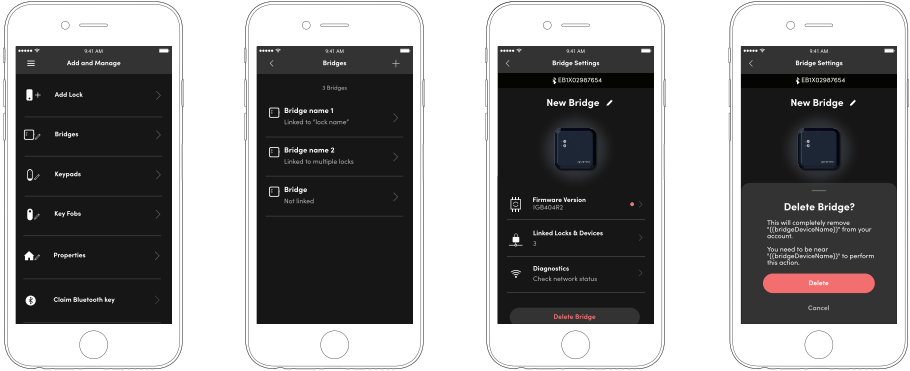 9:41 AM
Add and Manage
Add Lock
Bridges
Keypads
Key Fobs
Properties
Claim Bluetooth key
9:41 AM
Bridges
3 Bridges
Bridge name 1
Linked to "lock name"
Bridge name 2
Linked to multiple locks
Bridge
Not linked
9:41 AM
Bridge Settings
EB1X02987654
New Bridge
Firmware Version
1GB404R2
Linked Locks & Devices
3
Diagnostics
Check network status
Delete Bridge
9:41 AM
Bridge Settings
EB1X02987654
New Bridge
Delete Bridge?
This will completely remove
"{{bridgeDeviceName}}" from your
account.
You need to be near
"{{bridgeDeviceName}}" to perform
this action.
Delete
Cancel